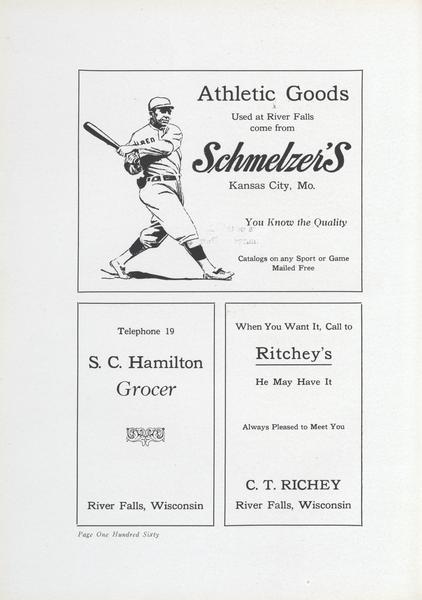 Athletic Goods
Used at River Falls
come from
Schmelzer'S
Kansas City, Mo.
You Know the Quality
Catalogs on any Sport or Game
Mailed Free
Telephone 19
S. C. Hamilton
Grocer
River Falls, Wisconsin
When You Want It, Call to
Ritchey's
He May Have It
Always Pleased to Meet You
C. T. RICHEY
River Falls, Wisconsin
Page One Hundred Sixty